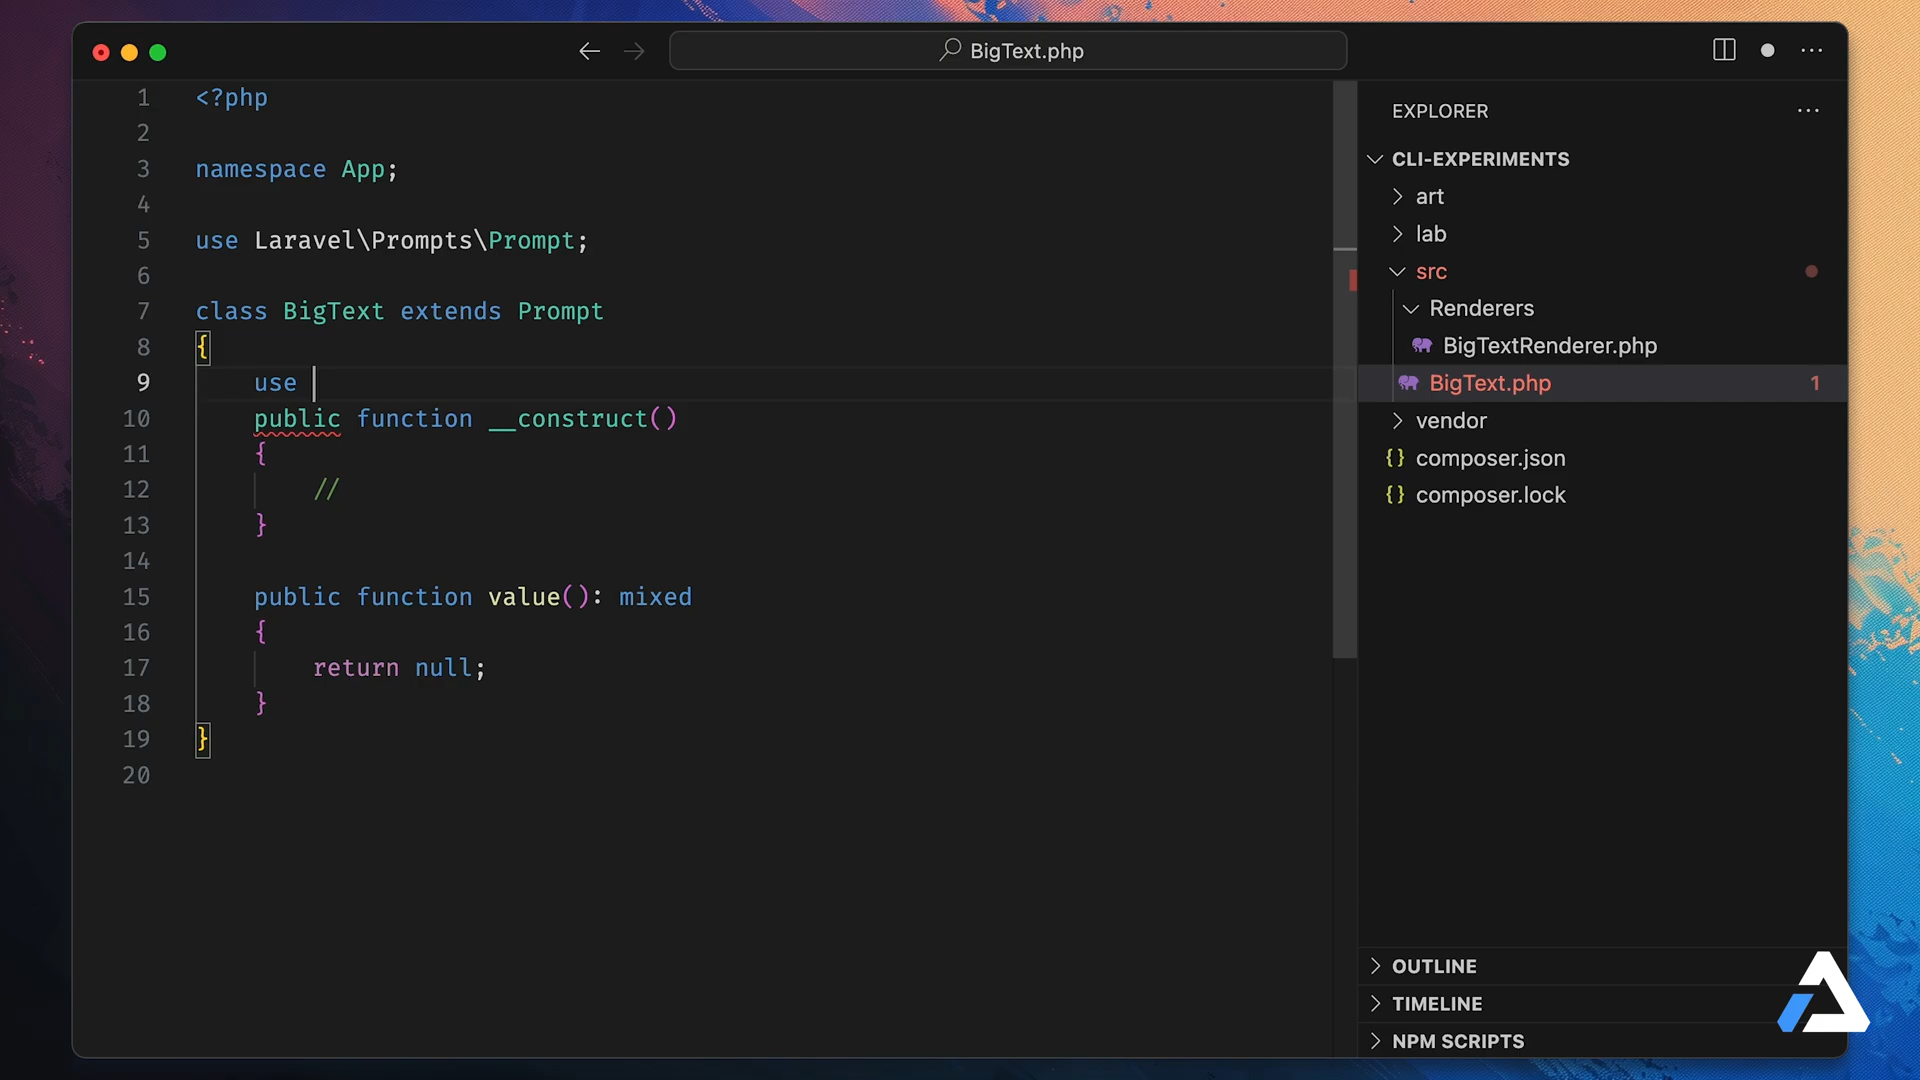 BigText.php
1 <?php
2
3 namespace App;
4
5 use Laravel\Prompts\Prompt;
6
7 class BigText extends Prompt
8 {
9     use
10     public function __construct()
11     {
12         //
13     }
14
15     public function value(): mixed
16     {
17         return null;
18     }
19 }
20
EXPLORER
CLI-EXPERIMENTS
art
lab
src
Renderers
BigTextRenderer.php
BigText.php 1
vendor
{} composer.json
{} composer.lock
OUTLINE
TIMELINE
NPM SCRIPTS